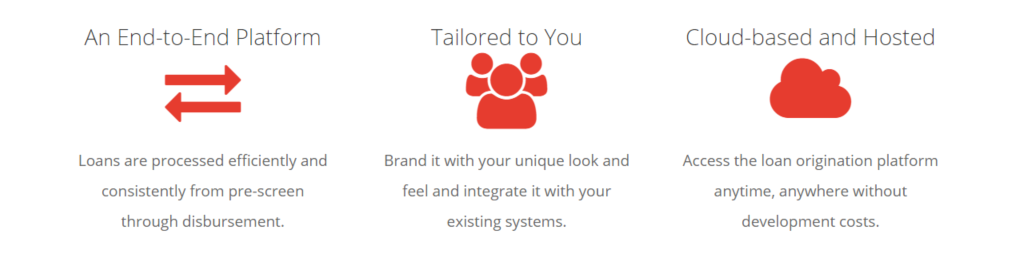 An End-to-End Platform
Loans are processed efficiently and
consistently from pre-screen
through disbursement.
Tailored to You
Brand it with your unique look and
feel and integrate it with your
existing systems.
Cloud-based and Hosted
Access the loan origination platform
anytime, anywhere without
development costs.